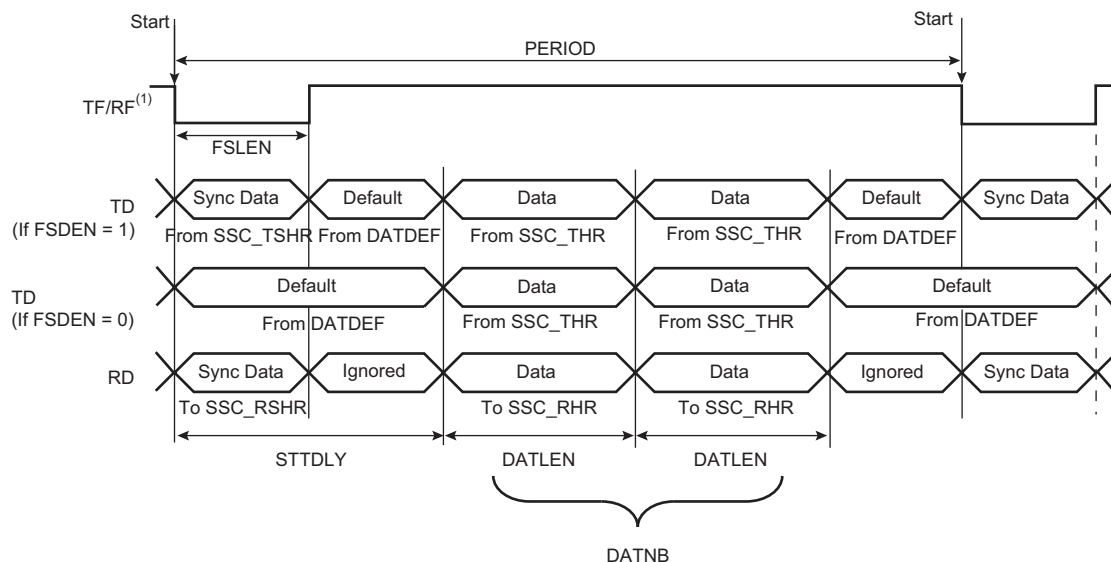 Start
Start
PERIOD
TF/RF(1)
FSLEN
TD
(If FSDEN = 1)
Sync Data
Default
Data
Data
Default
Sync Data
From SSC_TSHR
From DATDEF
From SSC_THR
From SSC_THR
From DATDEF
TD
(If FSDEN = 0)
Default
Data
Data
Default
From DATDEF
From SSC_THR
From SSC_THR
From DATDEF
RD
Sync Data
Ignored
Data
Data
Ignored
Sync Data
To SSC_RSHR
To SSC_RHR
To SSC_RHR
STTDLY
DATLEN
DATLEN
DATNB